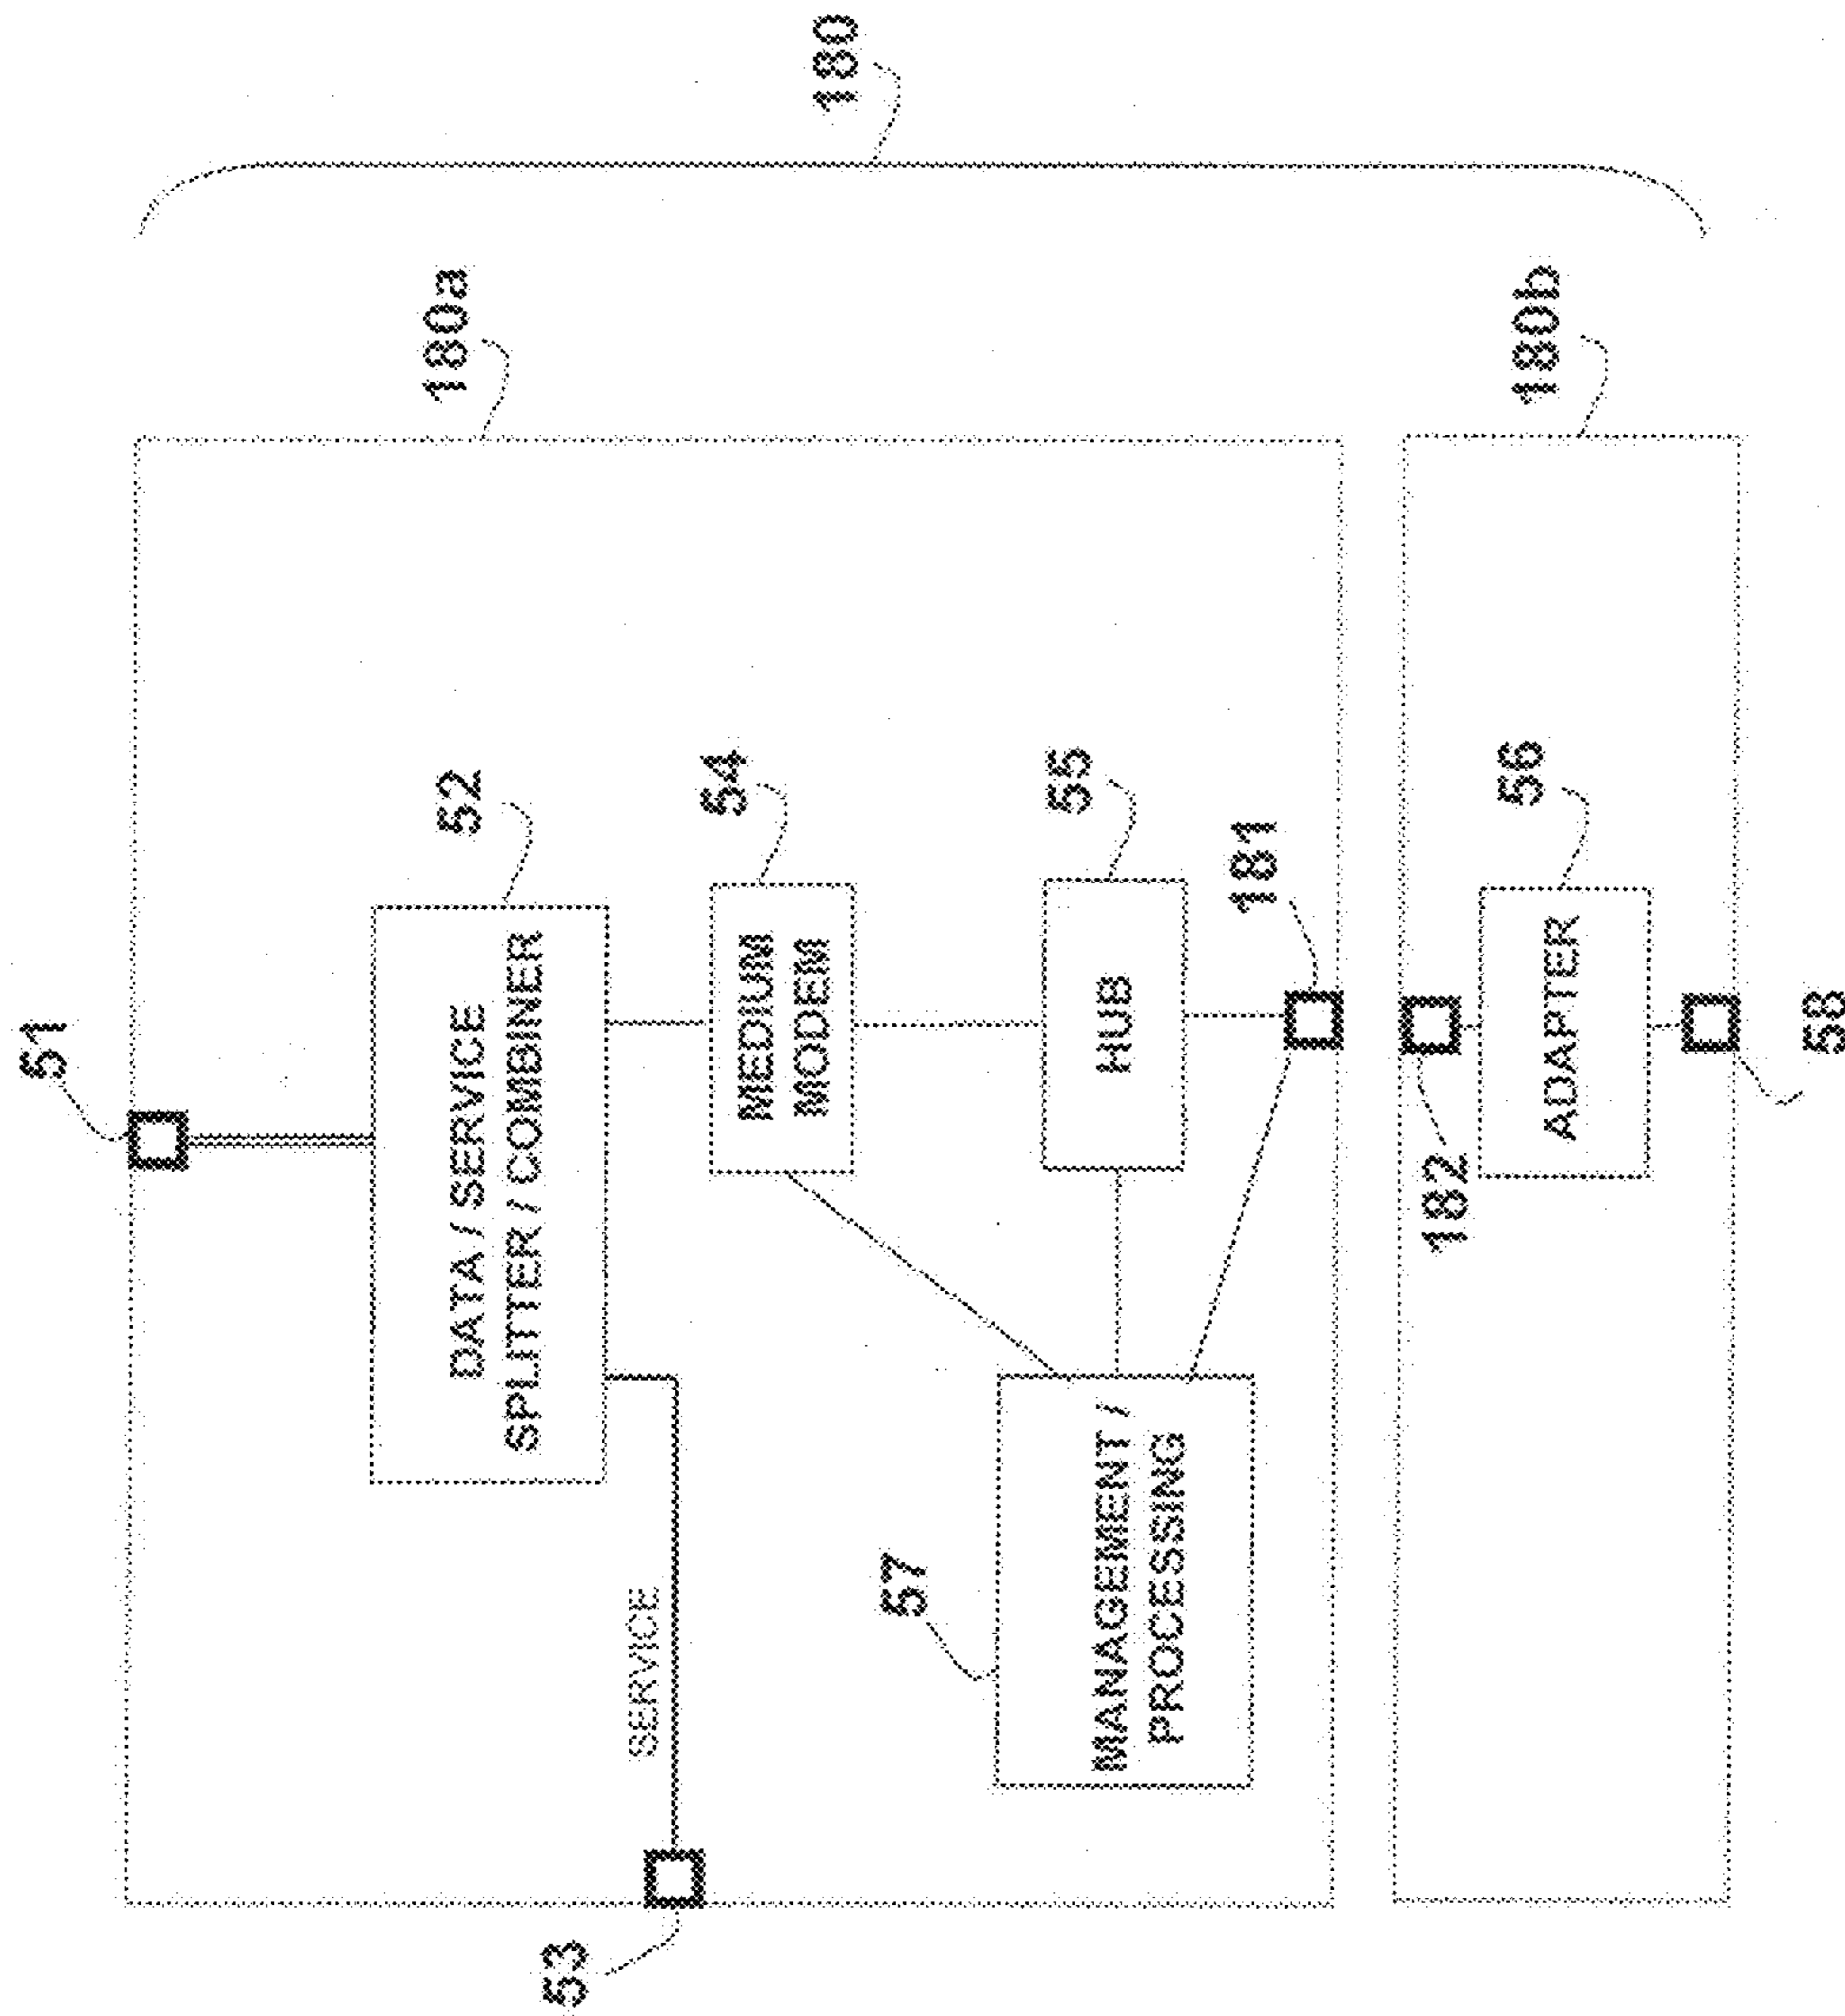 180
180a
180b
51
52
DATA / SERVICE
SPLITTER / COMBINER
54
MEDIUM
MODEM
55
HUB
181
56
ADAPTER
182
58
SERVICE
53
57
MANAGEMENT /
PROCESSING